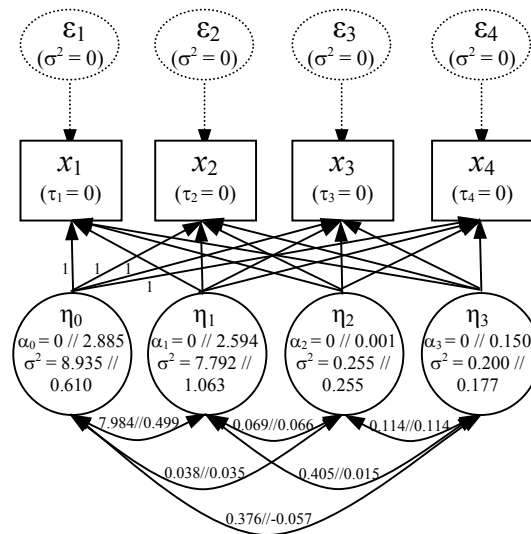 ε1 ε2 ε3 ε4
(σ² = 0) (σ² = 0) (σ² = 0) (σ² = 0)
x1 x2 x3 x4
(τ1 = 0) (τ2 = 0) (τ3 = 0) (τ4 = 0)
1 1 1
1
η0 η1 η2 η3
α0 = 0 // 2.885 α1 = 0 // 2.594 α2 = 0 // 0.001 α3 = 0 // 0.150
σ² = 8.935 // σ² = 7.792 // σ² = 0.255 // σ² = 0.200 //
0.610 1.063 0.255 0.177
7.984//0.499 0.069//0.066 0.114//0.114
0.038//0.035 0.405//0.015
0.376//-0.057